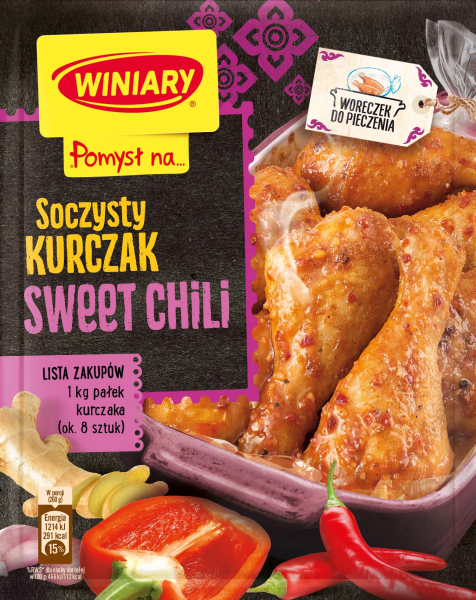 WINIARY®
Pomysł na...
WORECZEK
DO PIECZENIA
Soczysty
KURCZAK
SWEET CHILI
LISTA ZAKUPÓW
1 kg pałek
kurczaka
(ok. 8 sztuk)
W porcji
(260 g)
Energia
1214 kJ
291 kcal
15%